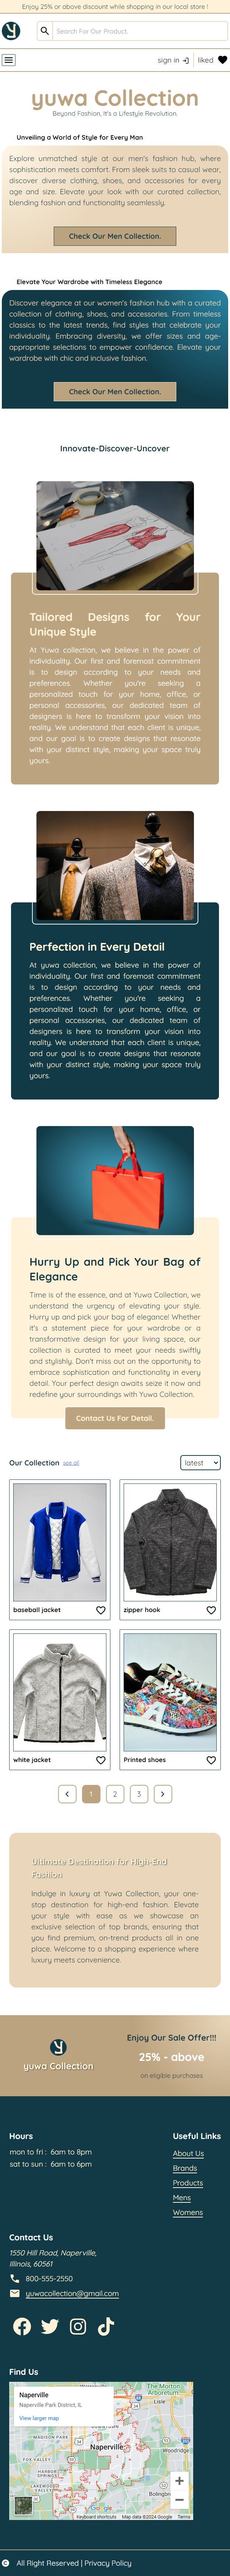 Enjoy 25% or above discount while shopping in our local store !
Search For Our Product.
sign in
liked
yuwa Collection
Beyond Fashion, It's a Lifestyle Revolution.
Unveiling a World of Style for Every Man
Explore unmatched style at our men's fashion hub, where
sophistication meets comfort. From sleek suits to casual wear,
discover diverse clothing, shoes, and accessories for every
age and size. Elevate your look with our curated collection,
blending fashion and functionality seamlessly.
Check Our Men Collection.
Elevate Your Wardrobe with Timeless Elegance
Discover elegance at our women's fashion hub with a curated
collection of clothing, shoes, and accessories. From timeless
classics to the latest trends, find styles that celebrate your
individuality. Embracing diversity, we offer sizes and age-
appropriate selections to empower confidence. Elevate your
wardrobe with chic and inclusive fashion.
Check Our Men Collection.
Innovate-Discover-Uncover
Tailored Designs for Your
Unique Style
At Yuwa collection, we believe in the power of
individuality. Our first and foremost commitment
is to design according to your needs and
preferences. Whether you're seeking a
personalized touch for your home, office, or
personal accessories, our dedicated team of
designers is here to transform your vision into
reality. We understand that each client is unique,
and our goal is to create designs that resonate
with your distinct style, making your space truly
yours.
Perfection in Every Detail
At yuwa collection, we believe in the power of
individuality. Our first and foremost commitment
is to design according to your needs and
preferences. Whether you're seeking a
personalized touch for your home, office, or
personal accessories, our dedicated team of
designers is here to transform your vision into
reality. We understand that each client is unique,
and our goal is to create designs that resonate
with your distinct style, making your space truly
yours.
Hurry Up and Pick Your Bag of
Elegance
Time is of the essence, and at Yuwa Collection, we
understand the urgency of elevating your style.
Hurry up and pick your bag of elegance! Whether
it's a statement piece for your wardrobe or a
transformative design for your living space, our
collection is curated to meet your needs swiftly
and stylishly. Don't miss out on the opportunity to
embrace sophistication and functionality in every
detail. Your perfect design awaits seize it now and
redefine your surroundings with Yuwa Collection.
Contact Us For Detail.
Our Collection see all
latest
baseball jacket
zipper hook
white jacket
Printed shoes
1 2 3
Ultimate Destination for High-End
Fashion
Indulge in luxury at Yuwa Collection, your one-
stop destination for high-end fashion. Elevate
your style with ease as we showcase an
exclusive selection of top brands, ensuring that
you find premium, on-trend products all in one
place. Welcome to a shopping experience where
luxury meets convenience.
yuwa Collection
Enjoy Our Sale Offer!!!
25% - above
on eligible purchases
Hours
mon to fri : 6am to 8pm
sat to sun : 6am to 6pm
Useful Links
About Us
Brands
Products
Mens
Womens
Contact Us
1550 Hill Road, Naperville,
Illinois, 60561
800-555-2550
yuwacollection@gmail.com
Find Us
Naperville
Naperville Park District, IL
View larger map
The Morton
Arboretum
Lisle
Naperville
Woodridge
FOX VALLEY
Bolingbro
Google
Keyboard shortcuts Map data ©2024 Google Terms
All Right Reserved | Privacy Policy